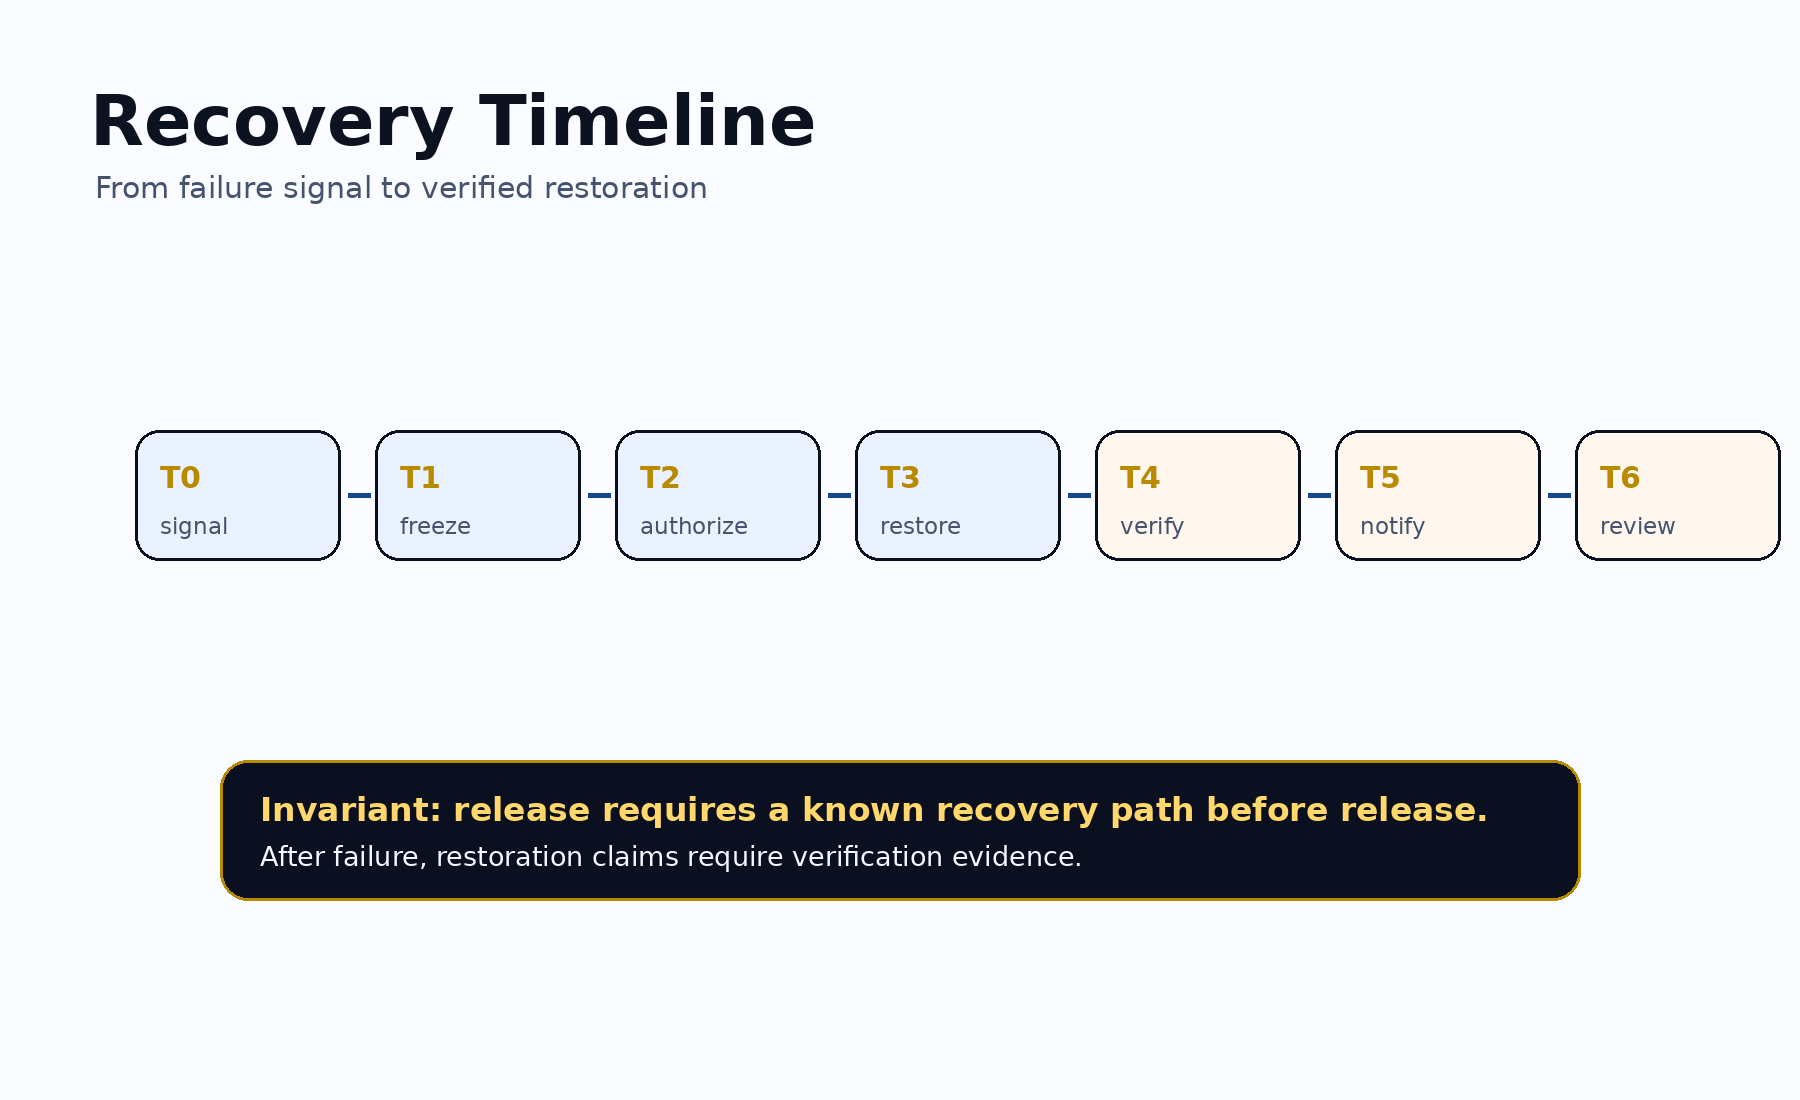 Recovery Timeline
From failure signal to verified restoration
T0
signal
T1
freeze
T2
authorize
T3
restore
T4
verify
T5
notify
T6
review
Invariant: release requires a known recovery path before release.
After failure, restoration claims require verification evidence.